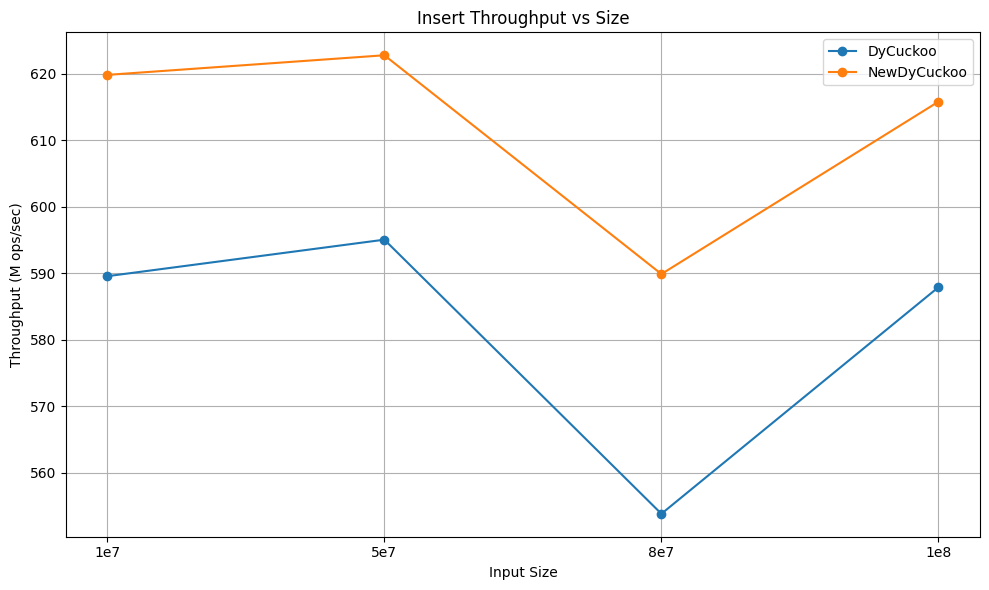 Insert Throughput vs Size
DyCuckoo
NewDyCuckoo
Throughput (M ops/sec)
620
610
600
590
580
570
560
1e7
5e7
8e7
1e8
Input Size